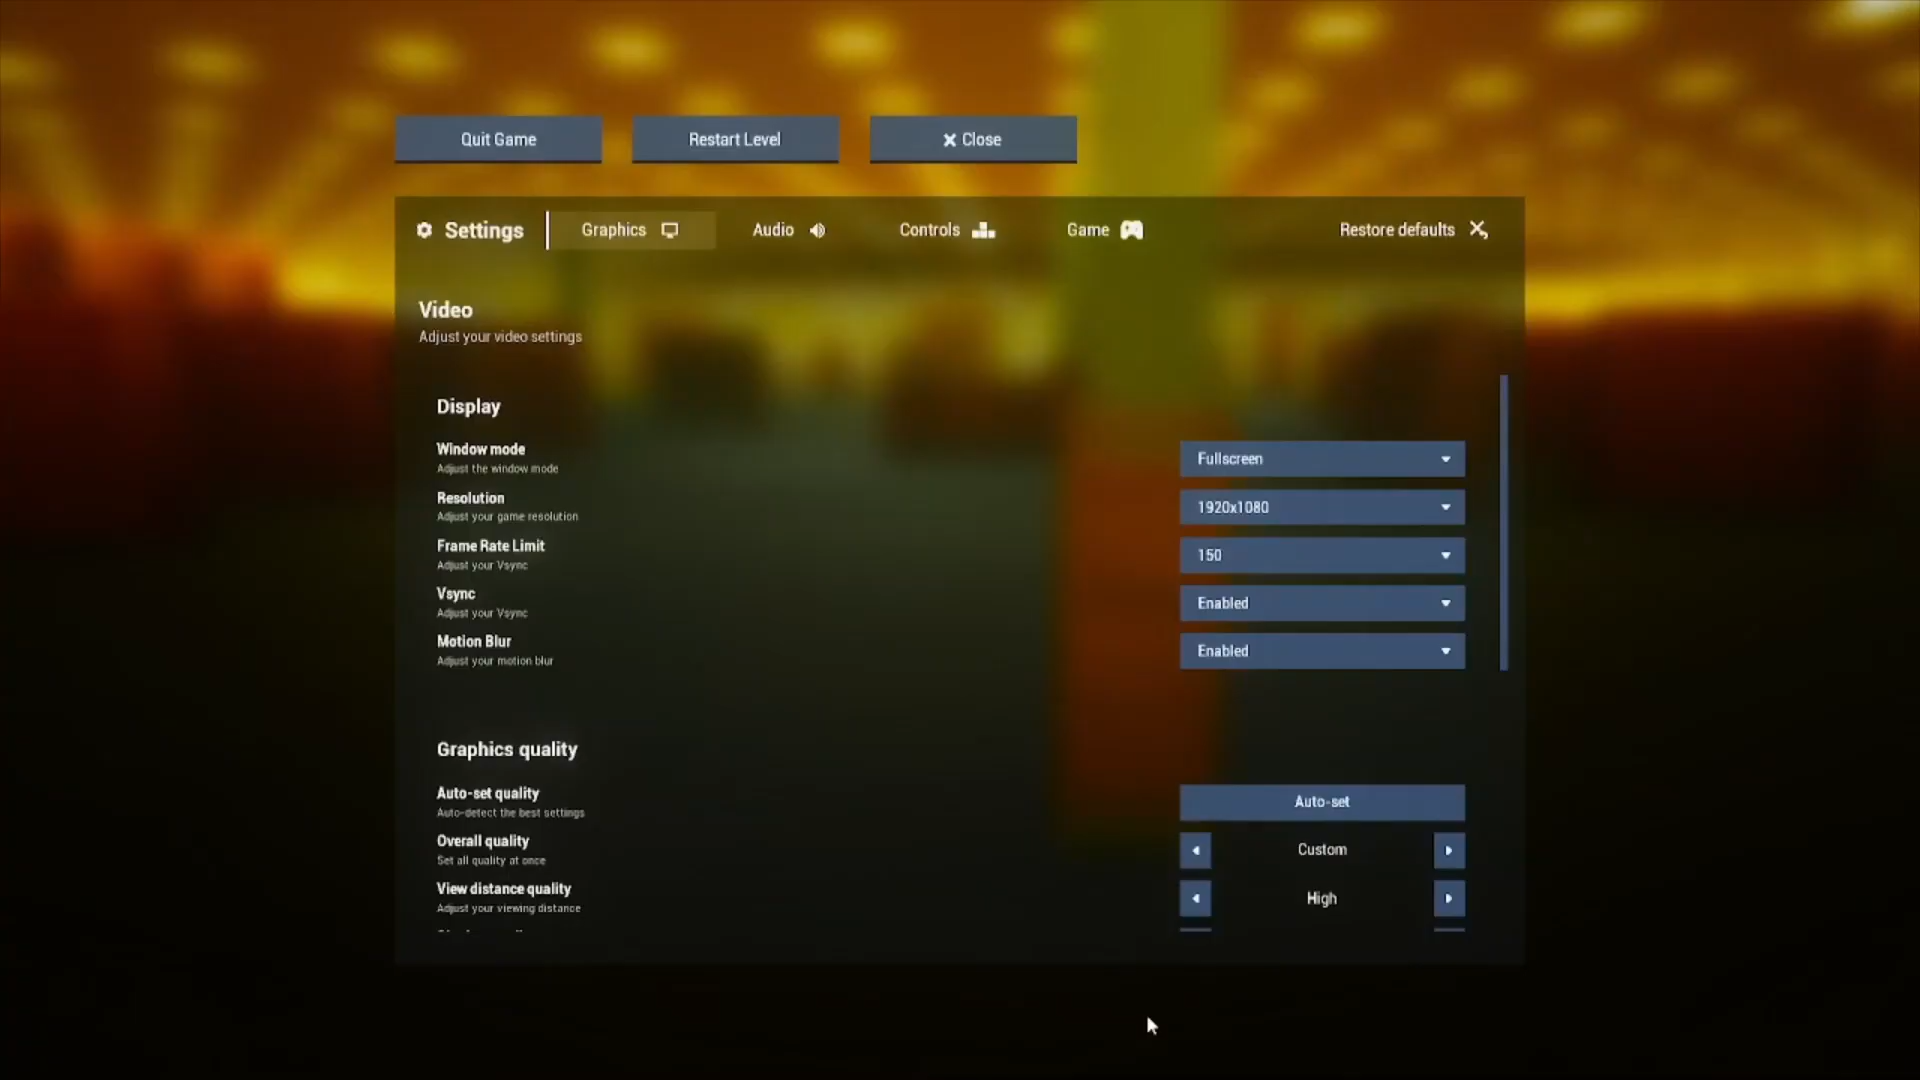 Quit Game
Restart Level
Close
Settings
Graphics
Audio
Controls
Game
Restore defaults
Video
Adjust your video settings
Display
Window mode
Adjust the window mode
Fullscreen
Resolution
Adjust your game resolution
1920x1080
Frame Rate Limit
Adjust your Vsync
150
Vsync
Adjust your Vsync
Enabled
Motion Blur
Adjust your motion blur
Enabled
Graphics quality
Auto-set quality
Auto-detect the best settings
Auto-set
Overall quality
Set all quality at once
Custom
View distance quality
Adjust your viewing distance
High